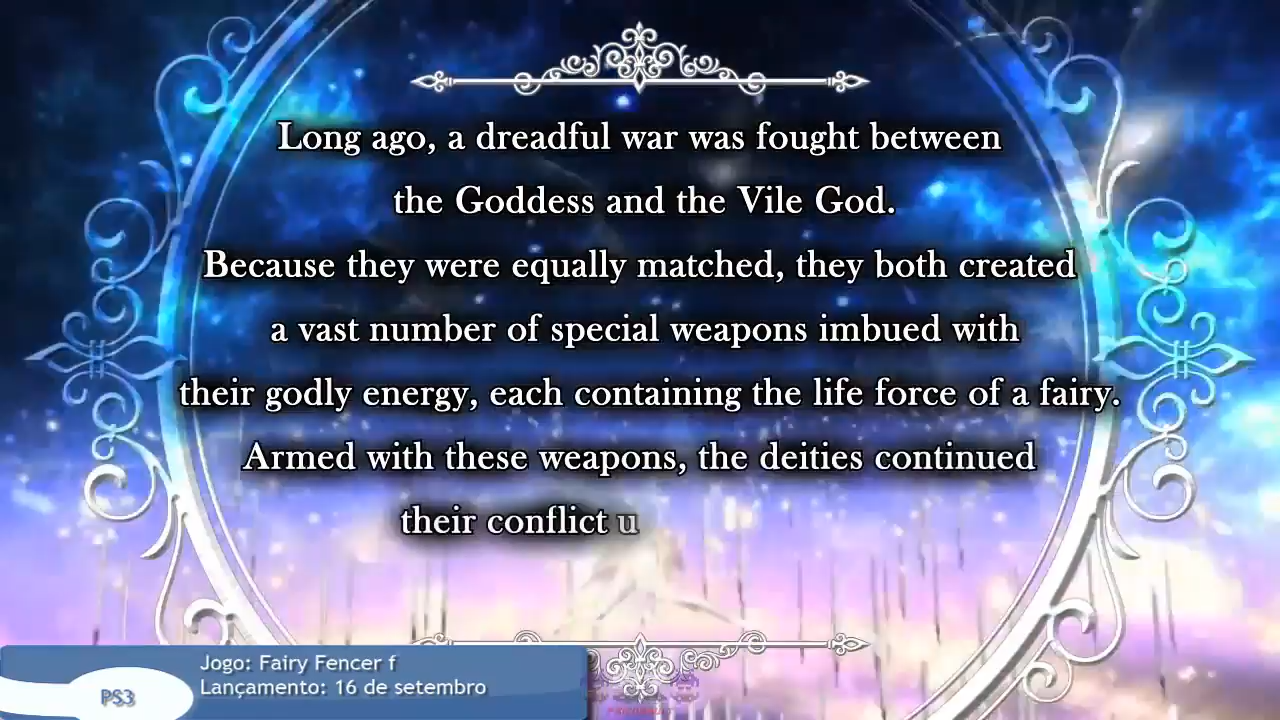 Long ago, a dreadful war was fought between
the Goddess and the Vile God.
Because they were equally matched, they both created
a vast number of special weapons imbued with
their godly energy, each containing the life force of a fairy.
Armed with these weapons, the deities continued
their conflict u
Jogo: Fairy Fencer f
Lançamento: 16 de setembro
PS3